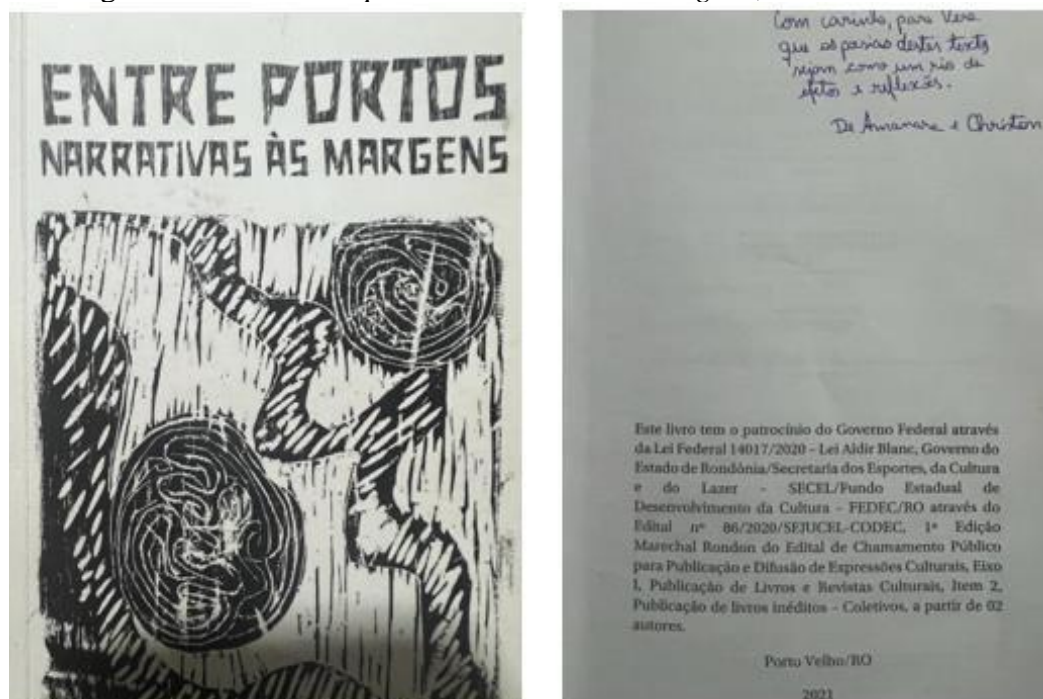 ENTRE PORTOS
NARRATIVAS ÀS MARGENS
Com carinho, para Vera
que as destes textos
sejam como um rio de
afetos e reflexões.
De Amanara e Christian
Este livro tem o patrocínio do Governo Federal através
da Lei Federal 14017/2020 – Lei Aldir Blanc, Governo do
Estado de Rondônia/Secretaria dos Esportes, da Cultura
e do Lazer - SECEL/Fundo Estadual de
Desenvolvimento da Cultura – FEDEC/RO através do
Edital nº 86/2020/SEJUCEL-CODEC, 1ª Edição
Marechal Rondon do Edital de Chamamento Público
para Publicação e Difusão de Expressões Culturais, Eixo
I, Publicação de Livros e Revistas Culturais, Item 2,
Publicação de livros inéditos – Coletivos, a partir de 02
autores.
Porto Velho/RO
2021